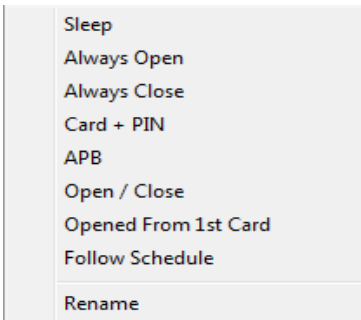 Sleep
Always Open
Always Close
Card + PIN
APB
Open / Close
Opened From 1st Card
Follow Schedule
Rename